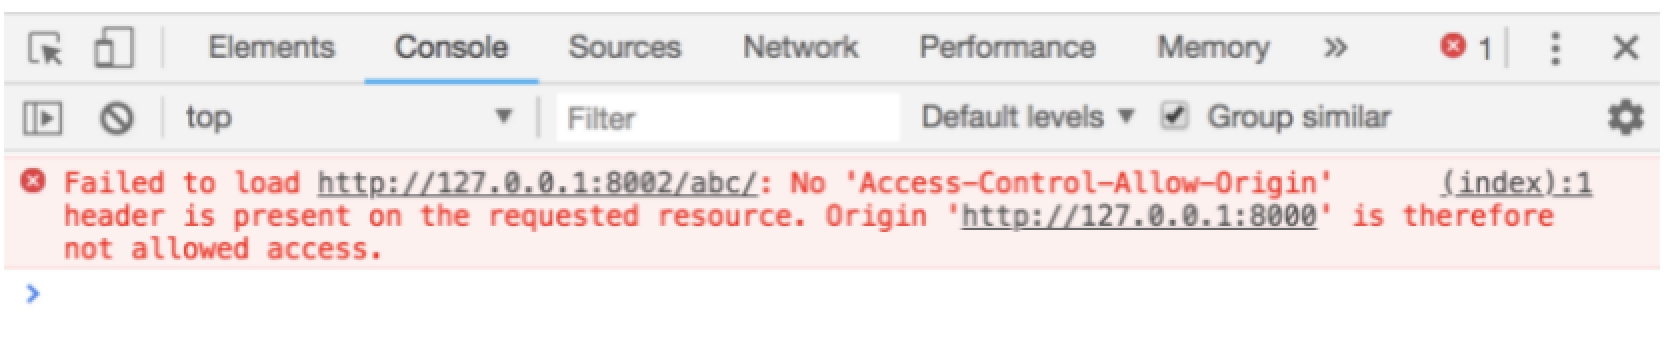 Elements Console Sources Network Performance Memory » 1
top Filter Default levels Group similar
Failed to load http://127.0.0.1:8002/abc/: No 'Access-Control-Allow-Origin' (index):1
header is present on the requested resource. Origin 'http://127.0.0.1:8000' is therefore
not allowed access.